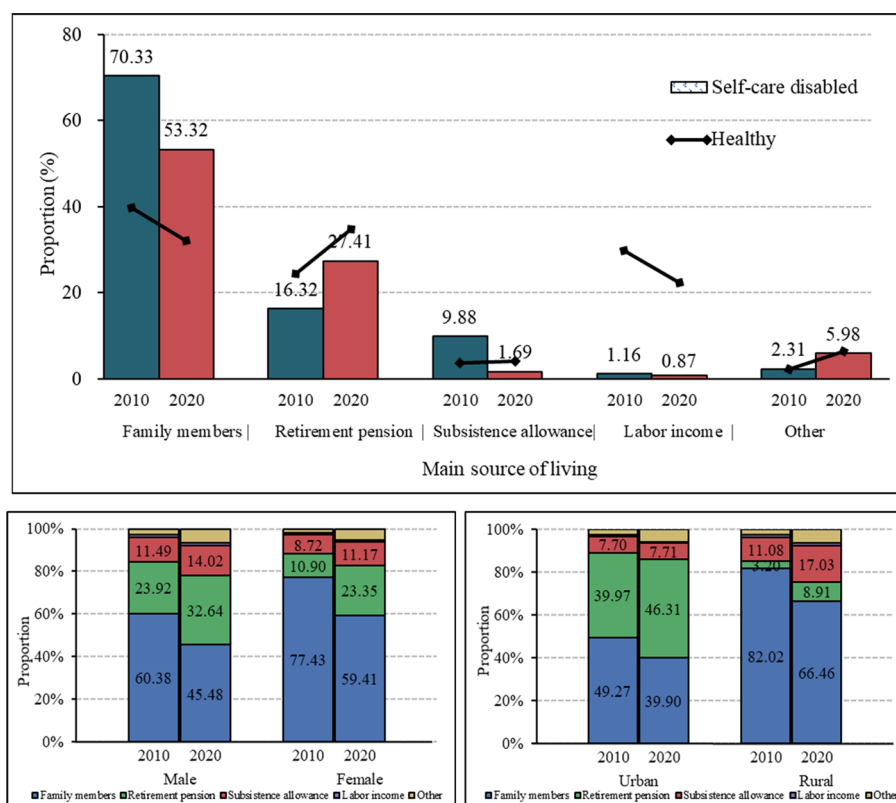 80
70.33
Self-care disabled
60
53.32
Healthy
Proportion (%)
40
27.41
20
16.32
9.88
1.69
1.16
0.87
2.31
5.98
0
2010 2020 2010 2020 2010 2020 2010 2020 2010 2020
Family members | Retirement pension | Subsistence allowance | Labor income | Other
Main source of living
100%
80%
60%
40%
20%
0%
Proportion
11.49 14.02 8.72 11.17
23.92 32.64 10.90 23.35
60.38 45.48 77.43 59.41
2010 2020 2010 2020
Male Female
Family members Retirement pension Subsistence allowance Labor income Other
100%
80%
60%
40%
20%
0%
Proportion
7.70 7.71 11.08 17.03
39.97 46.31 3.20 8.91
49.27 39.90 82.02 66.46
2010 2020 2010 2020
Urban Rural
Family members Retirement pension Subsistence allowance Labor income Other